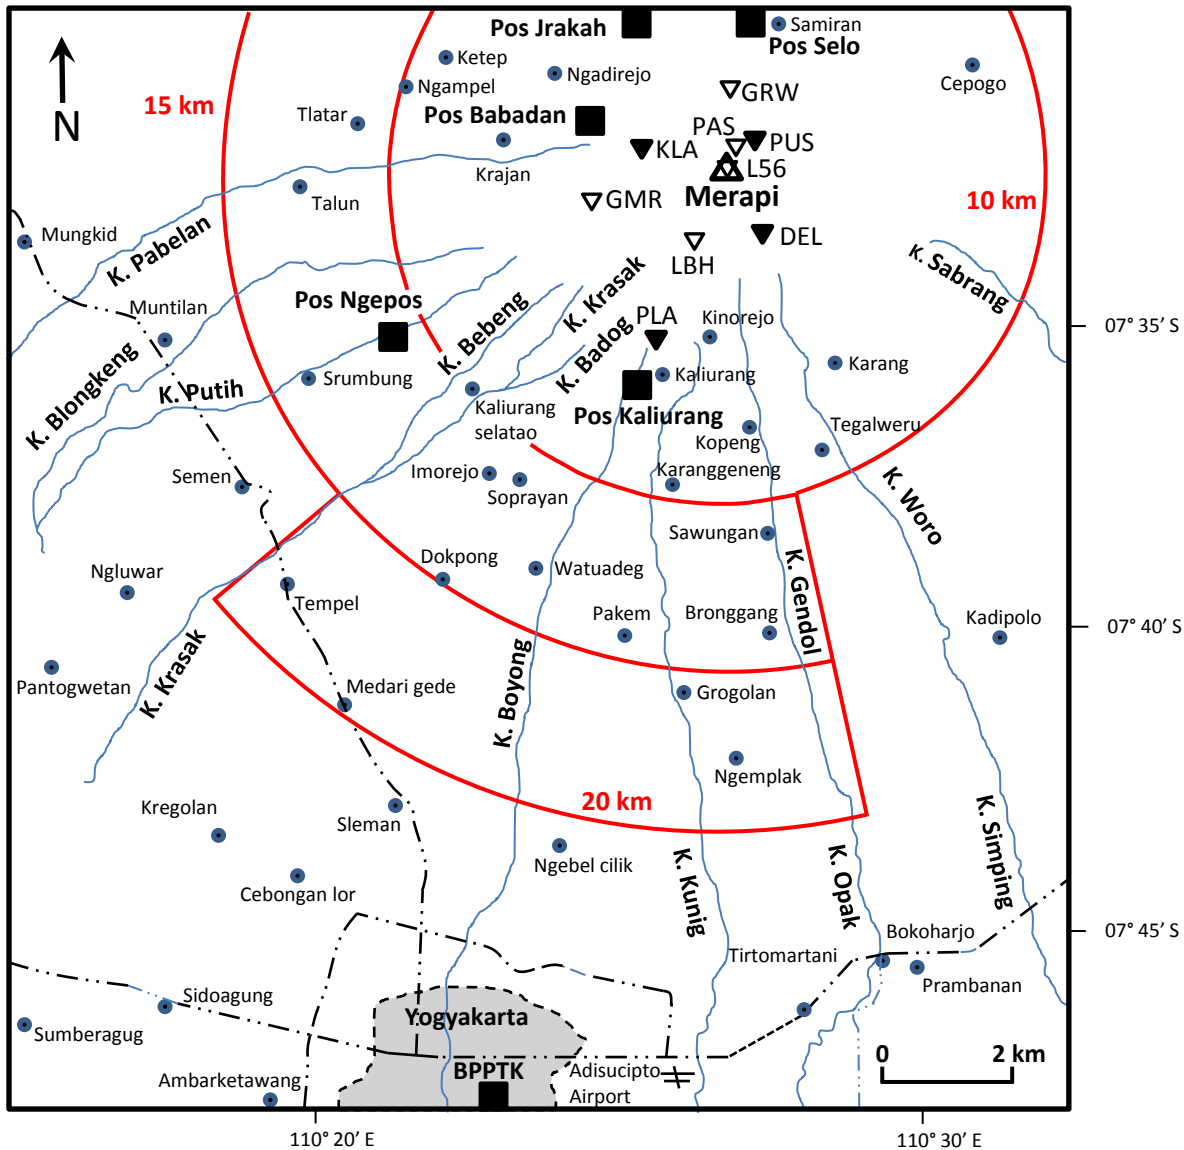 Pos Jrakah
Samiran
Pos Selo
Ketep
Ngadirejo
Cepogo
Ngampel
GRW
15 km
Tlatar
Pos Babadan
N
PAS
PUS
KLA
Krajan
L56
Merapi
Talun
GMR
10 km
Mungkid
K. Pabelan
DEL
LBH
K. Sabrang
Muntilan
Pos Ngepos
K. Krasak
K. Bebeng
PLA
Kinorejo
07° 35' S
K. Badog
K. Blongkeng
Srumbung
K. Putih
Kaliurang
Karang
Kaliurang
selatao
Pos Kaliurang
Tegalweru
Kopeng
Semen
Imorejo
Soprayan
Karanggeneng
K. Woro
Sawungan
Dokpong
Watuadeg
K. Gendol
Ngluwar
Tempel
Pakem
Bronggang
Kadipolo
07° 40' S
Pantogwetan
K. Krasak
Medari gede
K. Boyong
Grogolan
Ngemplak
20 km
Kregolan
Sleman
K. Simping
Ngebel cilik
K. Kunig
K. Opak
Cebongan lor
Bokoharjo
07° 45' S
Tirtomartani
Prambanan
Sidoagung
Sumberagug
Yogyakarta
0
2 km
BPPTK
Adisucipto
Airport
Ambarketawang
110° 20' E
110° 30' E